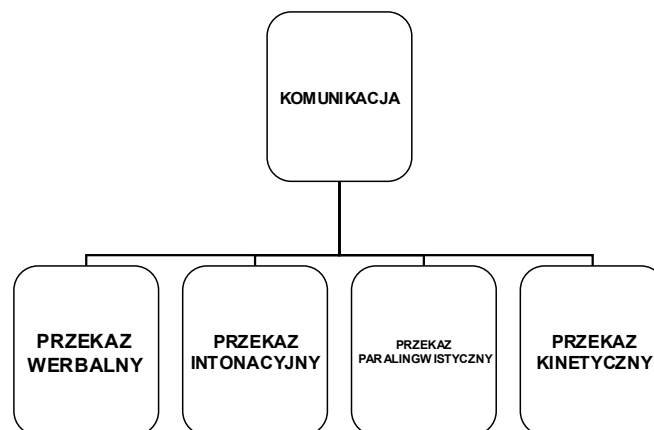 KOMUNIKACJA
PRZEKAZ
WERBALNY
PRZEKAZ
INTONACYJNY
PRZEKAZ
PARALINGWISTYCZNY
PRZEKAZ
KINETYCZNY